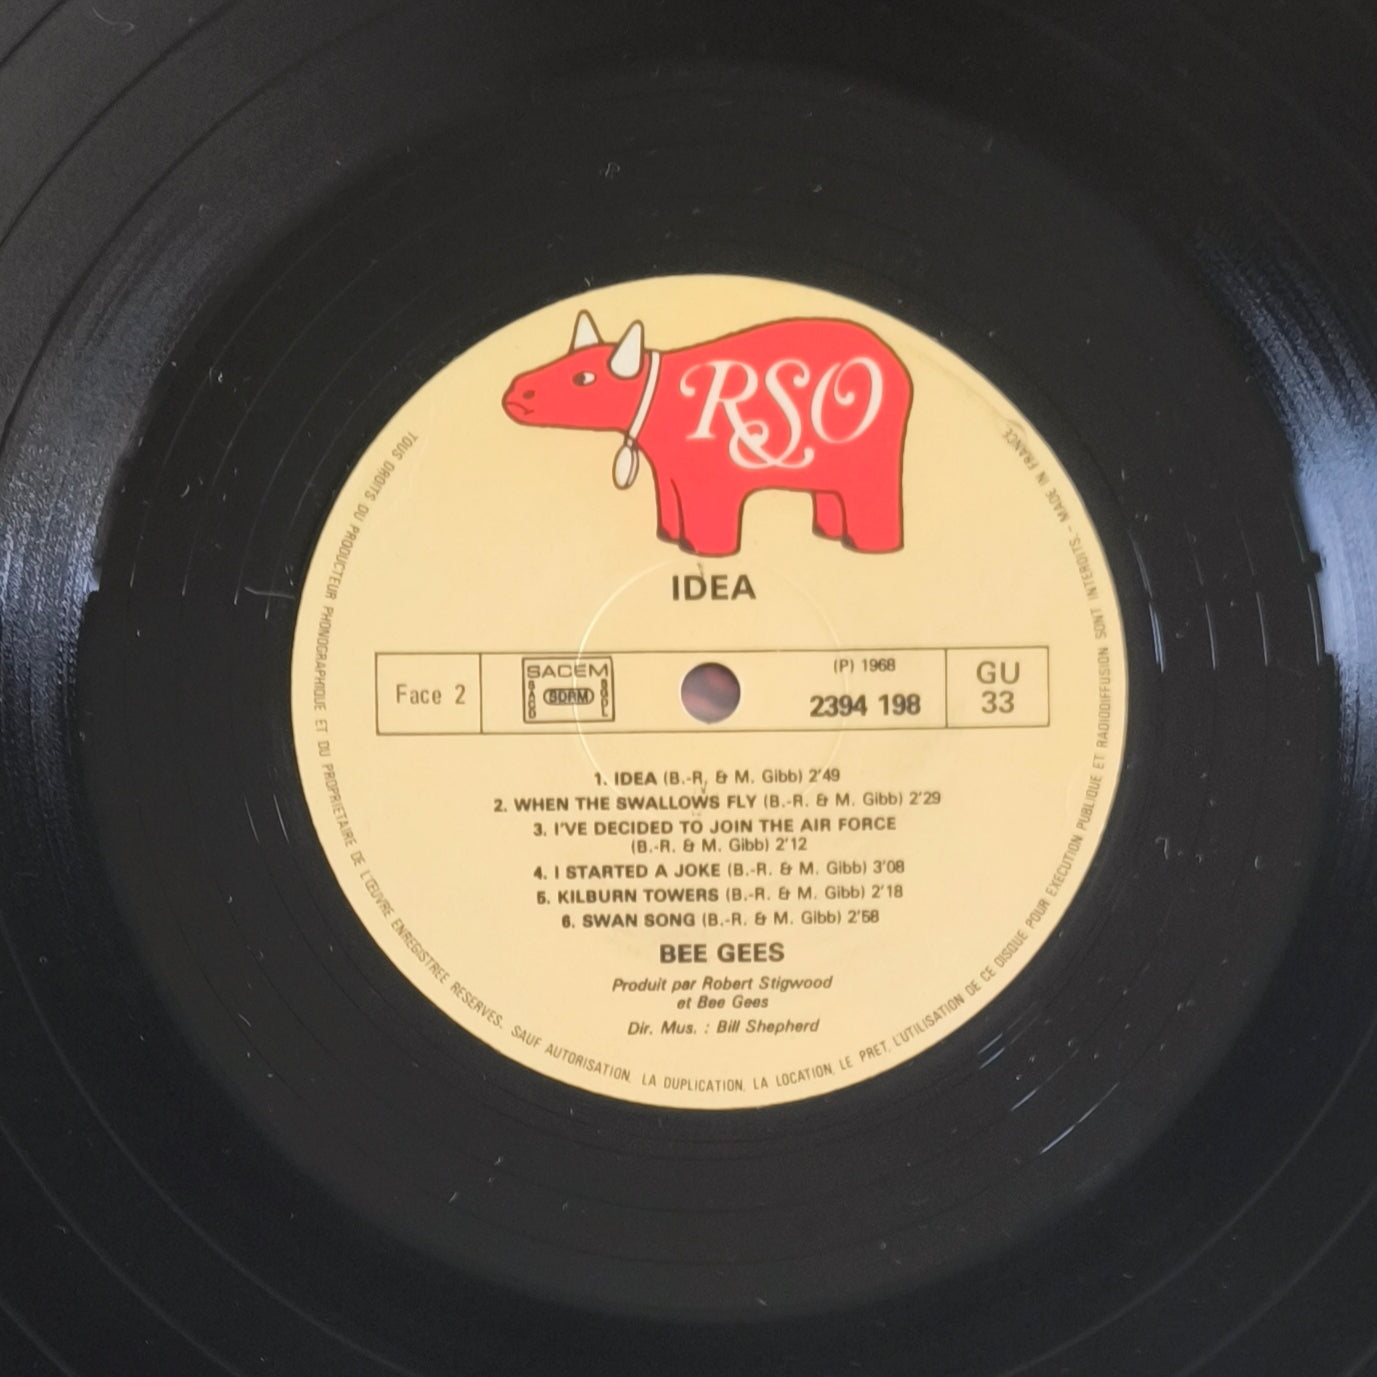 RSO
IDEA
Face 2
SACEM
SACD
SDRM
SGDL
(P) 1968
2394 198
GU
33
1. IDEA (B.-R. & M. Gibb) 2'49
2. WHEN THE SWALLOWS FLY (B.-R. & M. Gibb) 2'29
3. I'VE DECIDED TO JOIN THE AIR FORCE
(B.-R. & M. Gibb) 2'12
4. I STARTED A JOKE (B.-R. & M. Gibb) 3'08
5. KILBURN TOWERS (B.-R. & M. Gibb) 2'18
6. SWAN SONG (B.-R. & M. Gibb) 2'58
BEE GEES
Produit par Robert Stigwood
et Bee Gees
Dir. Mus. : Bill Shepherd
TOUS DROITS DU PRODUCTEUR PHONOGRAPHIQUE ET DU PROPRIETAIRE DE L'ŒUVRE ENREGISTREE RESERVES. SAUF AUTORISATION, LA DUPLICATION, LA LOCATION, LE PRET, L'UTILISATION DE CE DISQUE POUR EXECUTION PUBLIQUE ET RADIODIFFUSION SONT INTERDITS. - MADE IN FRANCE